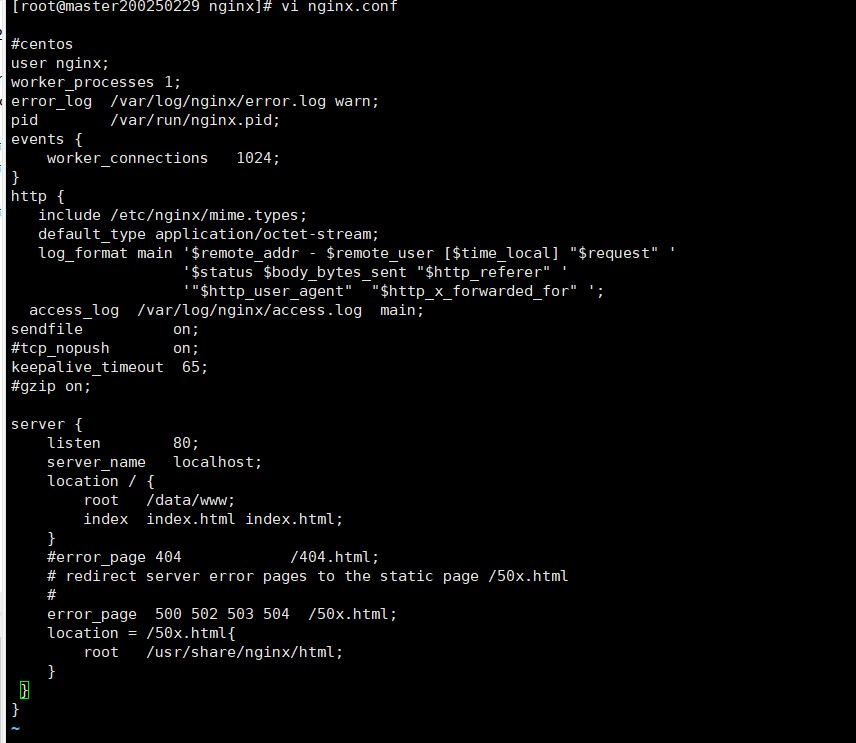 [root@master200250229 nginx]# vi nginx.conf

#centos
user nginx;
worker_processes 1;
error_log  /var/log/nginx/error.log warn;
pid        /var/run/nginx.pid;
events {
    worker_connections   1024;
}
http {
   include /etc/nginx/mime.types;
   default_type application/octet-stream;
   log_format main '$remote_addr - $remote_user [$time_local] "$request" '
                   '$status $body_bytes_sent "$http_referer" '
                   '"$http_user_agent"  "$http_x_forwarded_for" ';
  access_log  /var/log/nginx/access.log  main;
sendfile          on;
#tcp_nopush       on;
keepalive_timeout  65;
#gzip on;

server {
    listen        80;
    server_name   localhost;
    location / {
        root   /data/www;
        index  index.html index.html;
    }
    #error_page 404            /404.html;
    # redirect server error pages to the static page /50x.html
    #
    error_page  500 502 503 504  /50x.html;
    location = /50x.html{
        root   /usr/share/nginx/html;
    }
 }
}
~